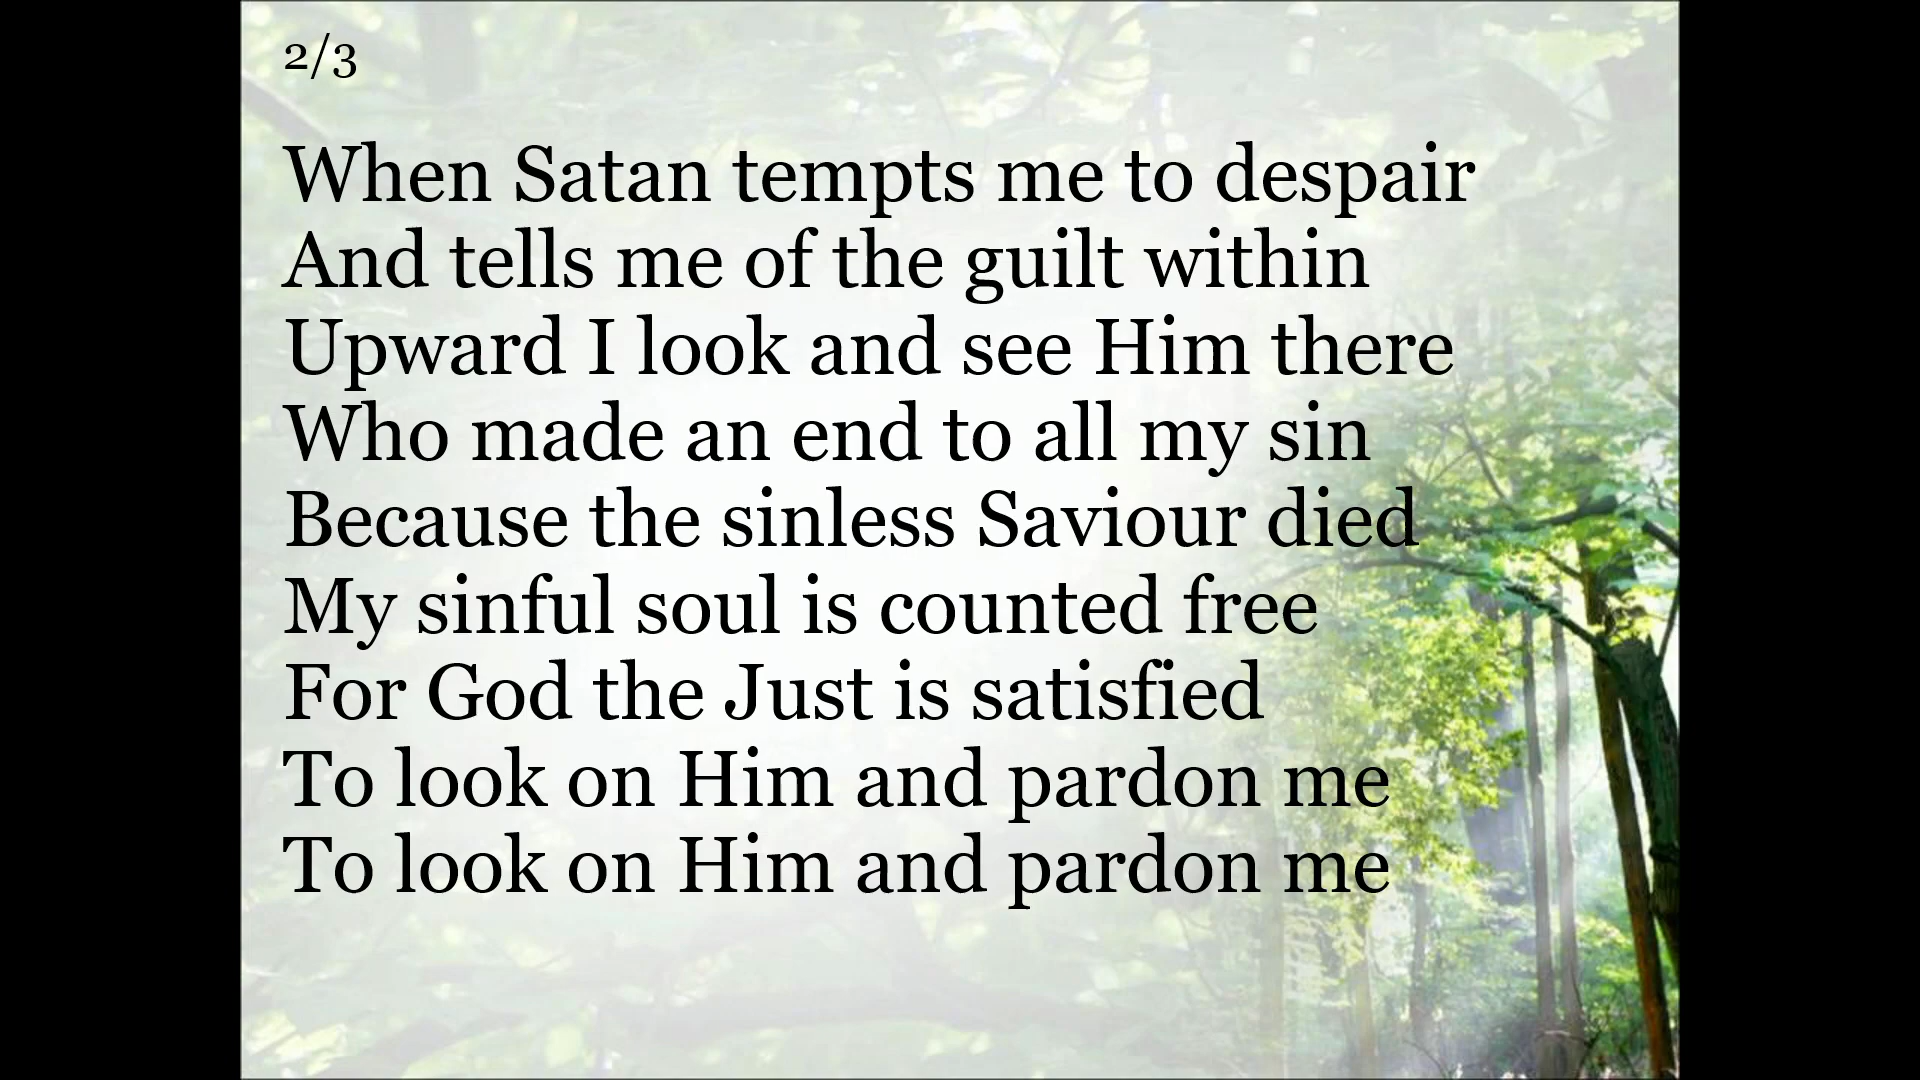 2/3
When Satan tempts me to despair
And tells me of the guilt within
Upward I look and see Him there
Who made an end to all my sin
Because the sinless Saviour died
My sinful soul is counted free
For God the Just is satisfied
To look on Him and pardon me
To look on Him and pardon me